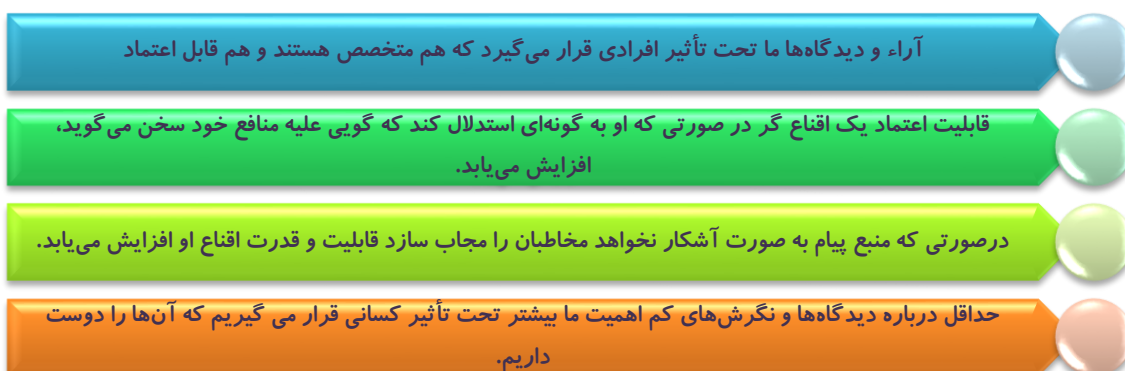 آراء و دیدگاه‌ها ما تحت تأثیر افرادی قرار می‌گیرد که هم متخصص هستند و هم قابل اعتماد
قابلیت اعتماد یک اقناع گر در صورتی که او به گونه‌ای استدلال کند که گویی علیه منافع خود سخن می‌گوید،
افزایش می‌یابد.
درصورتی که منبع پیام به صورت آشکار نخواهد مخاطبان را مجاب سازد قابلیت و قدرت اقناع او افزایش می‌یابد.
حداقل درباره دیدگاه‌ها و نگرش‌های کم اهمیت ما بیشتر تحت تأثیر کسانی قرار می گیریم که آن‌ها را دوست
داریم.